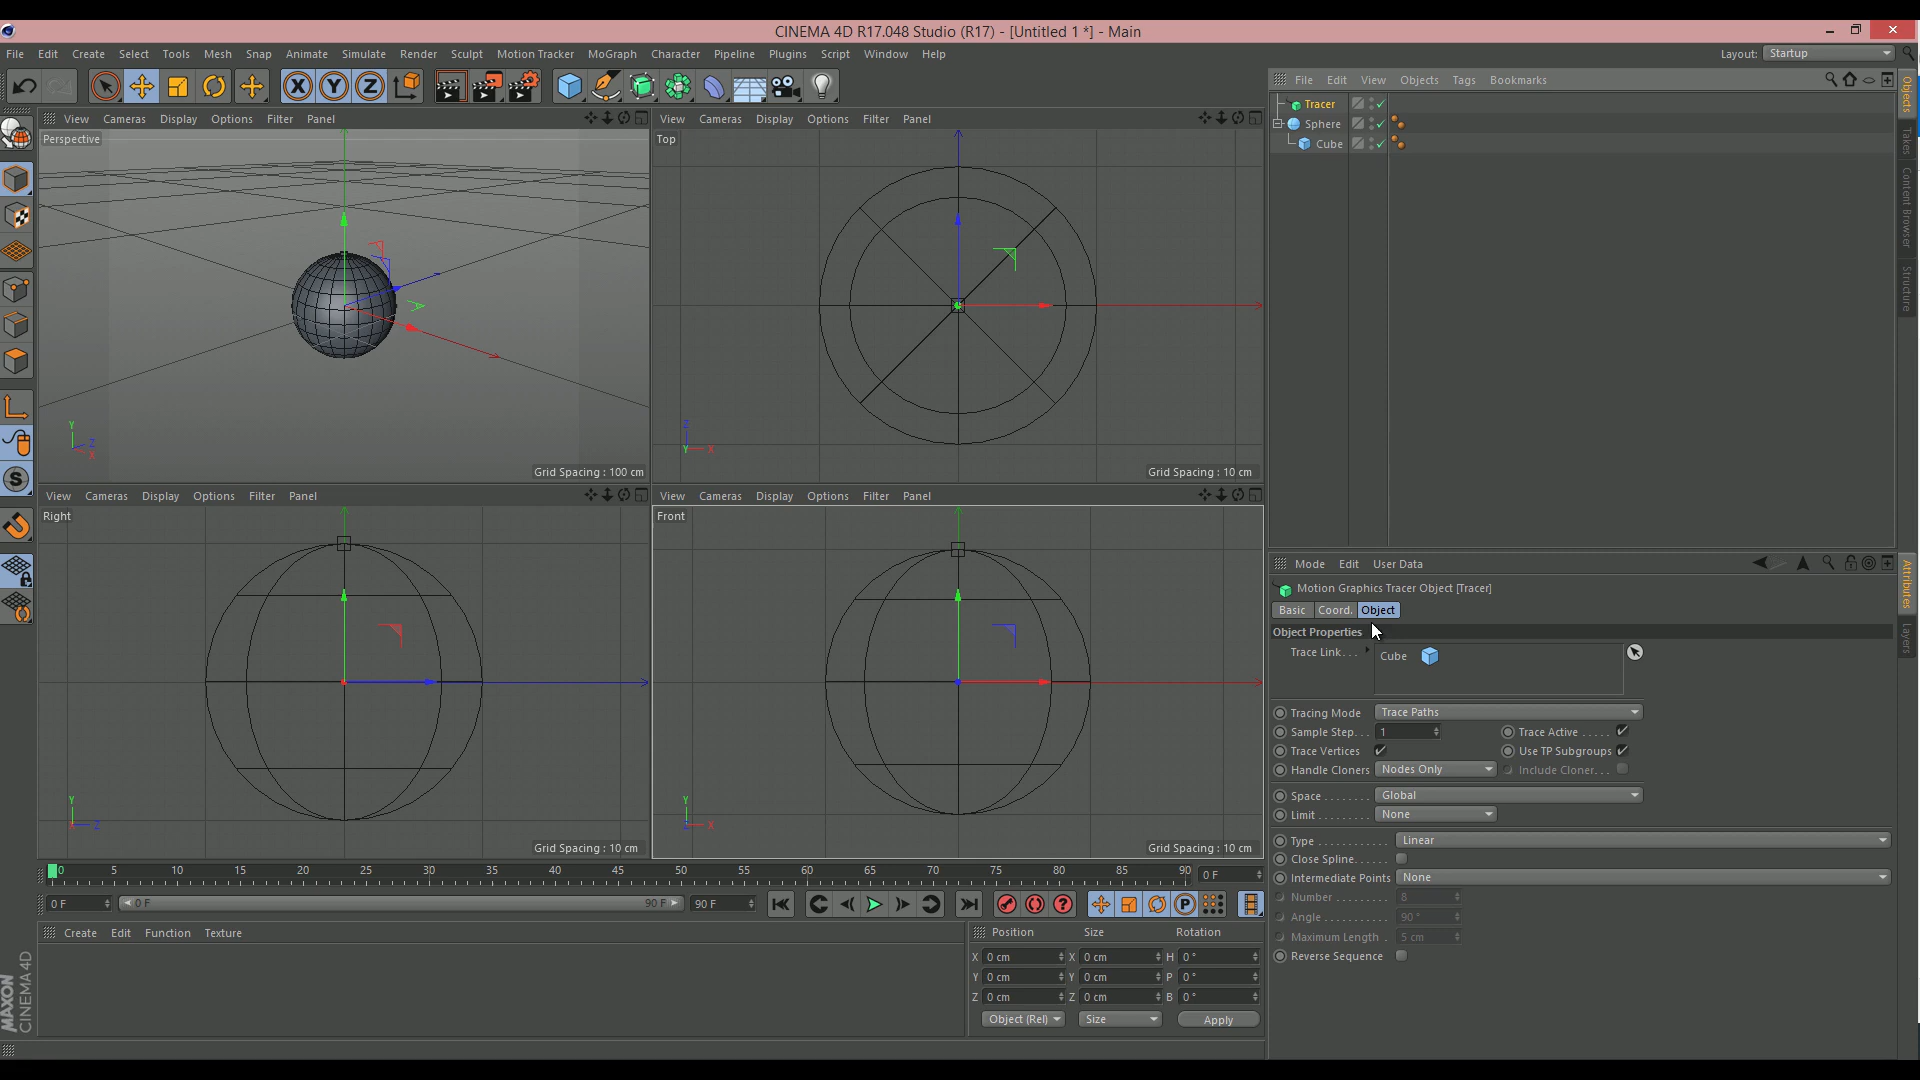 CINEMA 4D R17.048 Studio (R17) - [Untitled 1 *] - Main
File Edit Create Select Tools Mesh Snap Animate Simulate Render Sculpt Motion Tracker MoGraph Character Pipeline Plugins Script Window Help
Layout: Startup
File Edit View Objects Tags Bookmarks
Tracer
Sphere
Cube
Objects
Takes
Content Browser
Structure
View Cameras Display Options Filter Panel
Perspective
Y
Z
X
Grid Spacing : 100 cm
View Cameras Display Options Filter Panel
Top
Z
Y X
Grid Spacing : 10 cm
View Cameras Display Options Filter Panel
Right
Y
X Z
Grid Spacing : 10 cm
View Cameras Display Options Filter Panel
Front
Y
Z X
Grid Spacing : 10 cm
Mode Edit User Data
Motion Graphics Tracer Object [Tracer]
Basic Coord. Object
Object Properties
Trace Link . . . Cube
Tracing Mode Trace Paths
Sample Step. . . 1 Trace Active . . . . .
Trace Vertices Use TP Subgroups
Handle Cloners Nodes Only Include Cloner. . .
Space . . . . . . . . Global
Limit . . . . . . . . . None
Type . . . . . . . . . . . . Linear
Close Spline. . . . . .
Intermediate Points None
Number . . . . . . . . . 8
Angle . . . . . . . . . . . 90 °
Maximum Length . 5 cm
Reverse Sequence
Attributes
Layers
0 5 10 15 20 25 30 35 40 45 50 55 60 65 70 75 80 85 90 0 F
0 F 0 F 90 F 90 F
Create Edit Function Texture
Position Size Rotation
X 0 cm X 0 cm H 0 °
Y 0 cm Y 0 cm P 0 °
Z 0 cm Z 0 cm B 0 °
Object (Rel) Size Apply
MAXON
CINEMA 4D